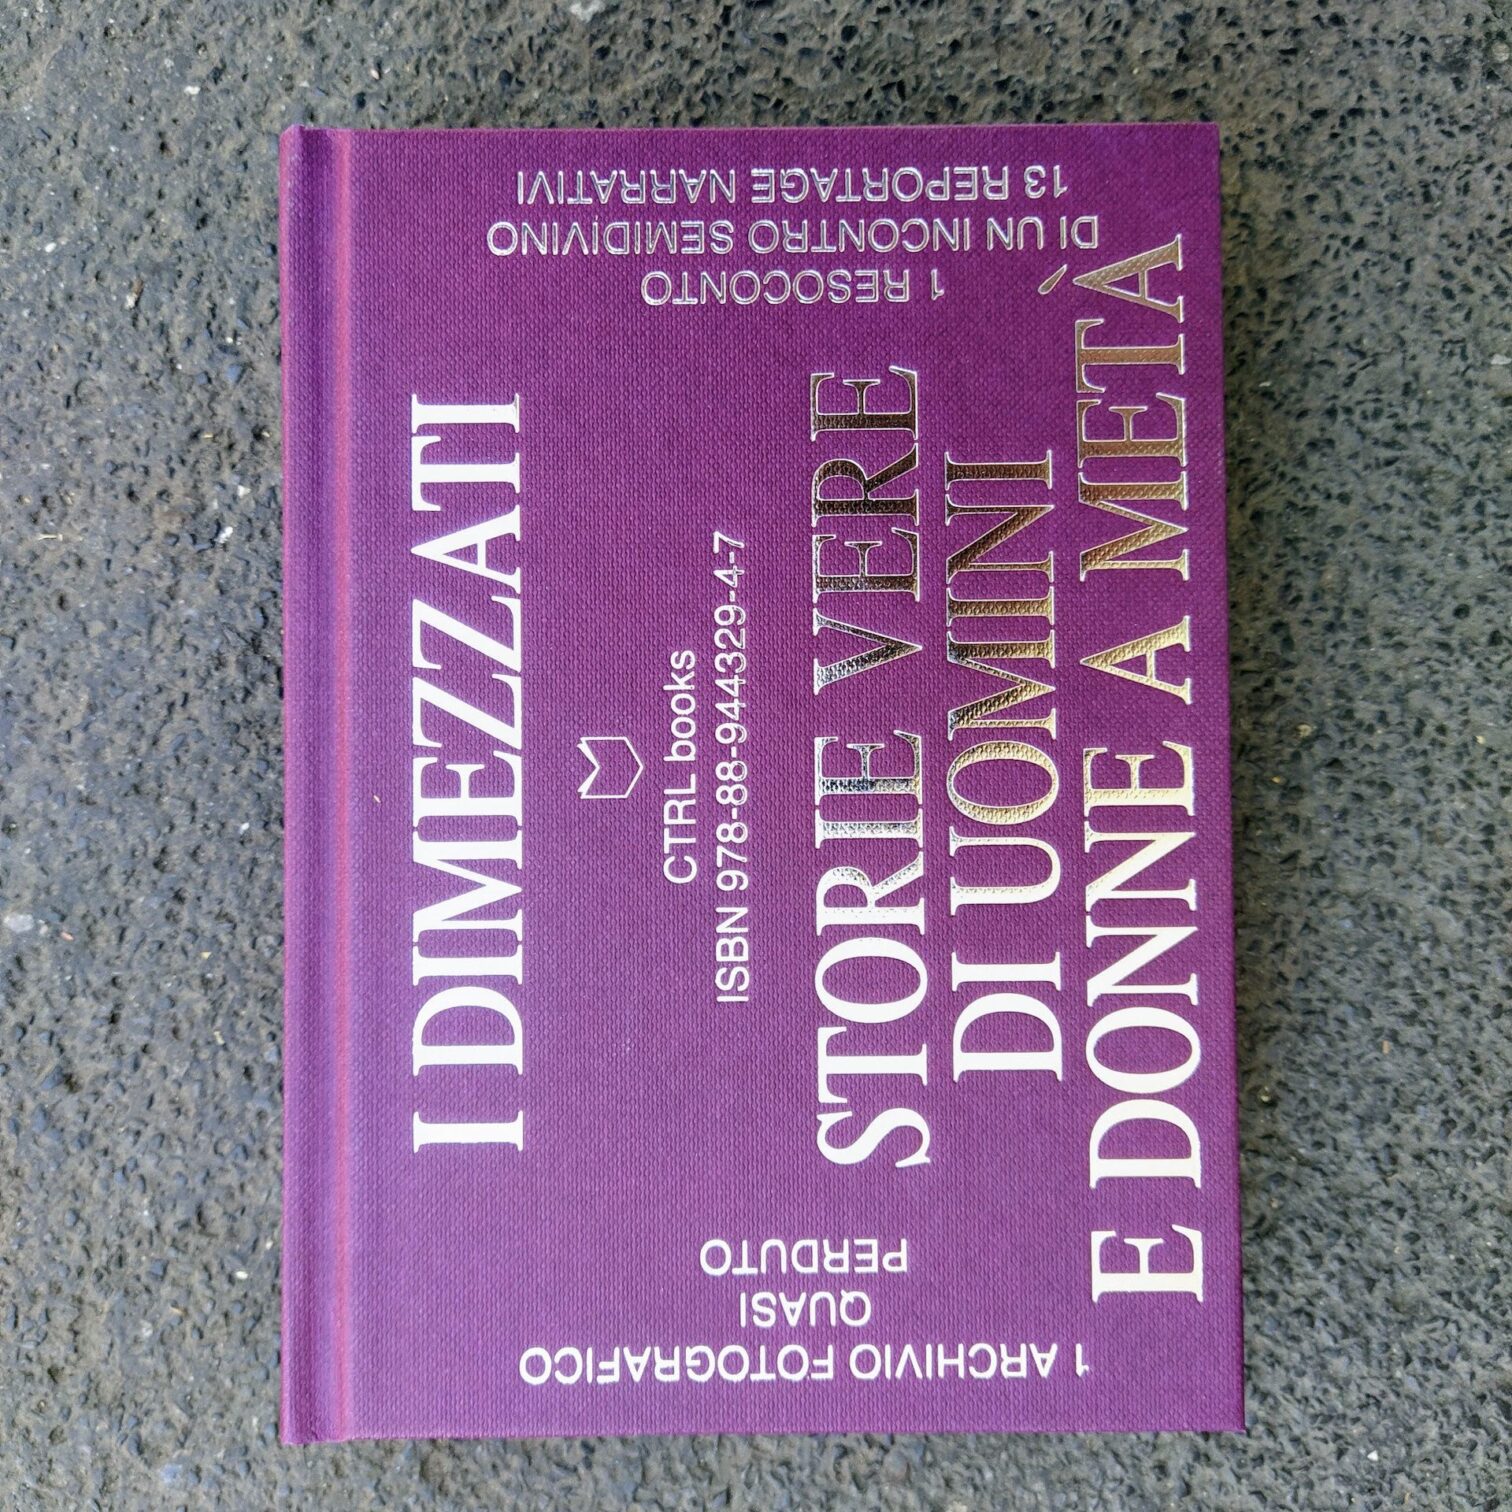 I DIMEZZATI
CTRL books
ISBN 978-88-944329-4-7
STORIE VERE
DI UOMINI
E DONNE A METÀ
1 ARCHIVIO FOTOGRAFICO
QUASI
PERDUTO
1 RESOCONTO
DI UN INCONTRO SEMIDIVINO
13 REPORTAGE NARRATIVI